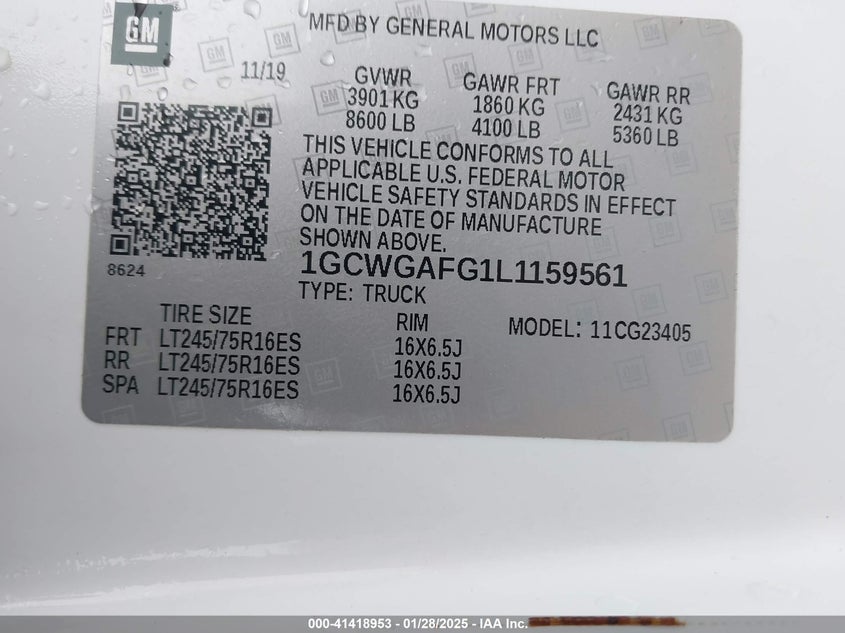 GM
MFD BY GENERAL MOTORS LLC
11/19
GVWR
3901 KG
8600 LB
GAWR FRT
1860 KG
4100 LB
GAWR RR
2431 KG
5360 LB
THIS VEHICLE CONFORMS TO ALL
APPLICABLE U.S. FEDERAL MOTOR
VEHICLE SAFETY STANDARDS IN EFFECT
ON THE DATE OF MANUFACTURE
SHOWN ABOVE.
8624
1GCWGAFG1L1159561
TYPE: TRUCK
TIRE SIZE RIM MODEL: 11CG23405
FRT LT245/75R16ES 16X6.5J
RR LT245/75R16ES 16X6.5J
SPA LT245/75R16ES 16X6.5J
000-41418953 - 01/28/2025 - IAA Inc.